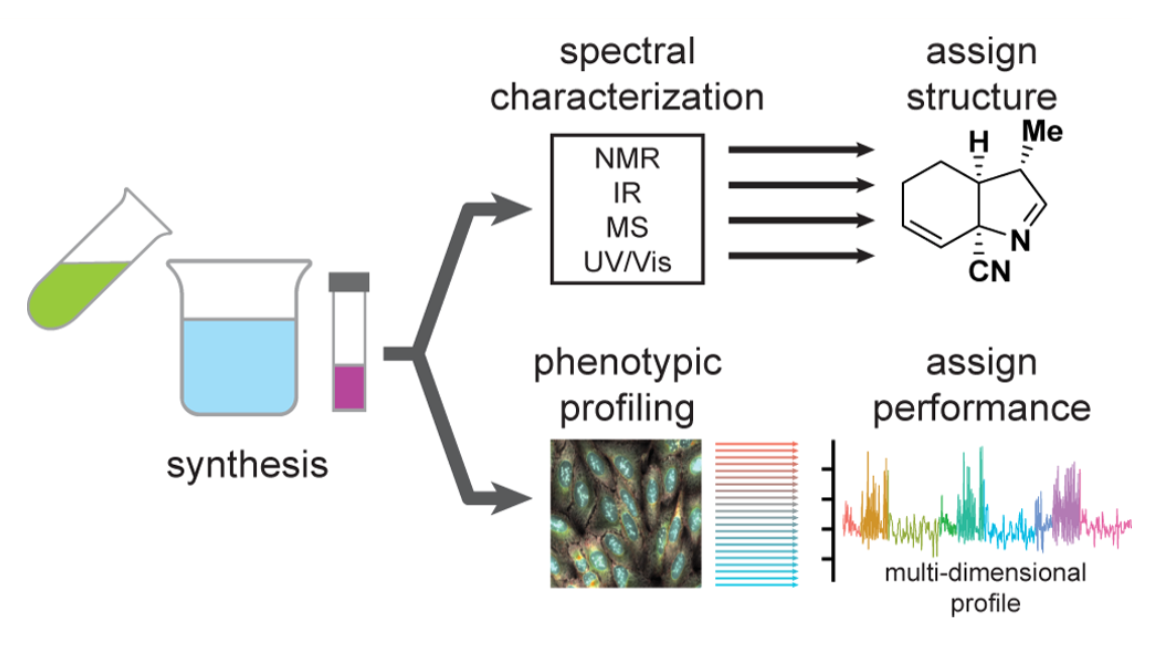 synthesis
spectral
characterization
NMR
IR
MS
UV/Vis
assign
structure
H
Me
N
CN
phenotypic
profiling
assign
performance
multi-dimensional
profile